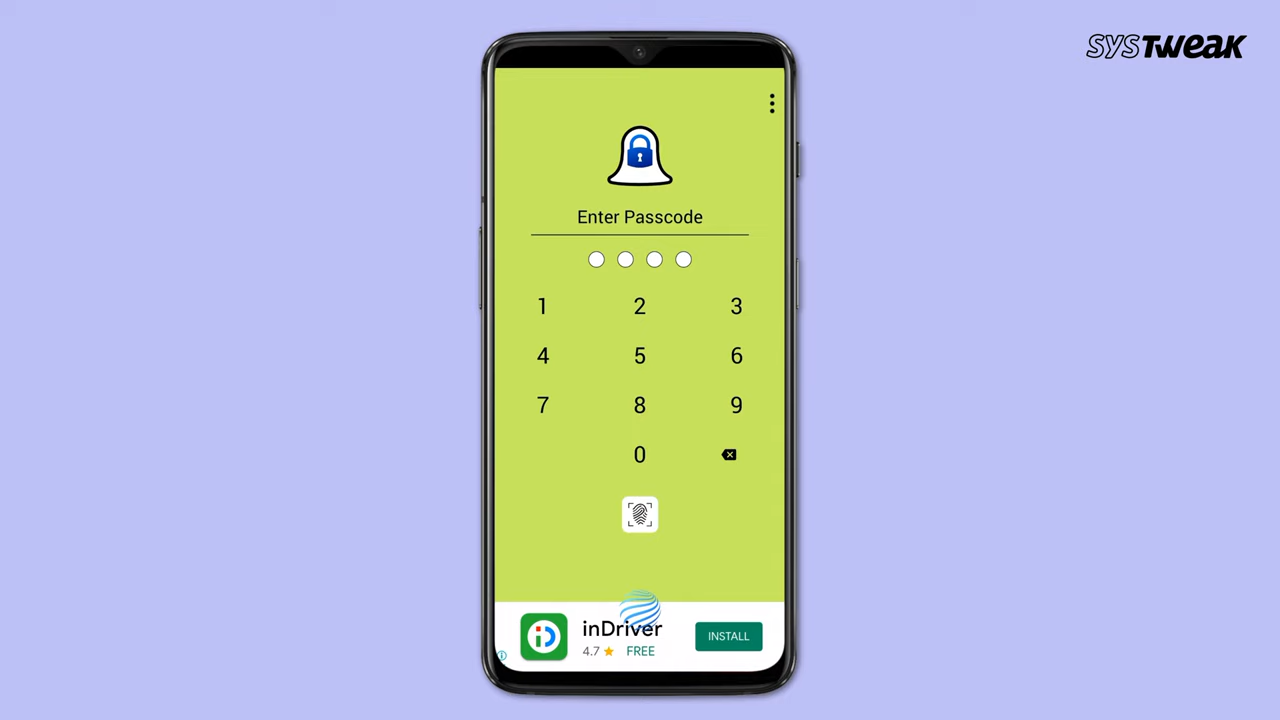 SYSTWEAK
Enter Passcode
1 2 3
4 5 6
7 8 9
0
inDriver
4.7 FREE
INSTALL